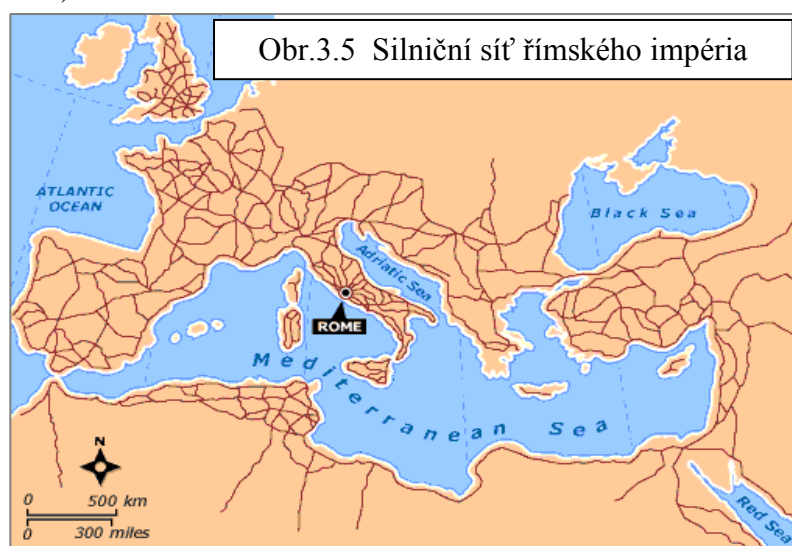 Obr.3.5 Silniční síť římského impéria
ATLANTIC
OCEAN
Black Sea
Adriatic Sea
ROME
Mediterranean Sea
N
0 500 km
0 300 miles
Red Sea